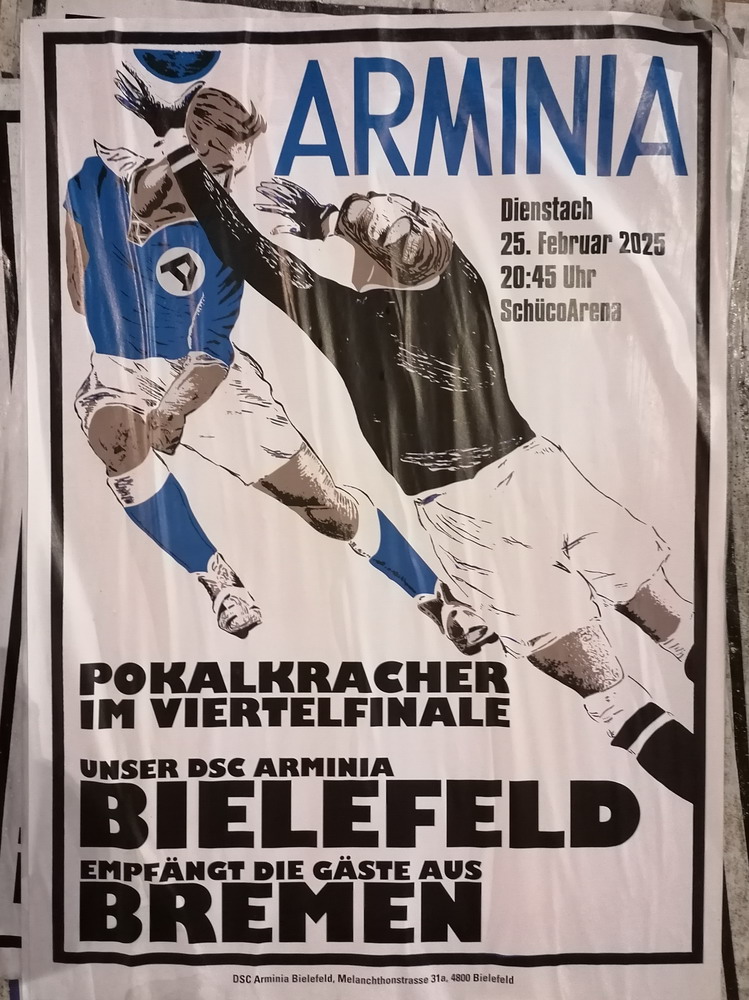 ARMINIA
Dienstach
25. Februar 2025
20:45 Uhr
SchücoArena
POKALKRACHER
IM VIERTELFINALE
UNSER DSC ARMINIA
BIELEFELD
EMPFÄNGT DIE GÄSTE AUS
BREMEN
DSC Arminia Bielefeld, Melanchthonstrasse 31a, 4800 Bielefeld